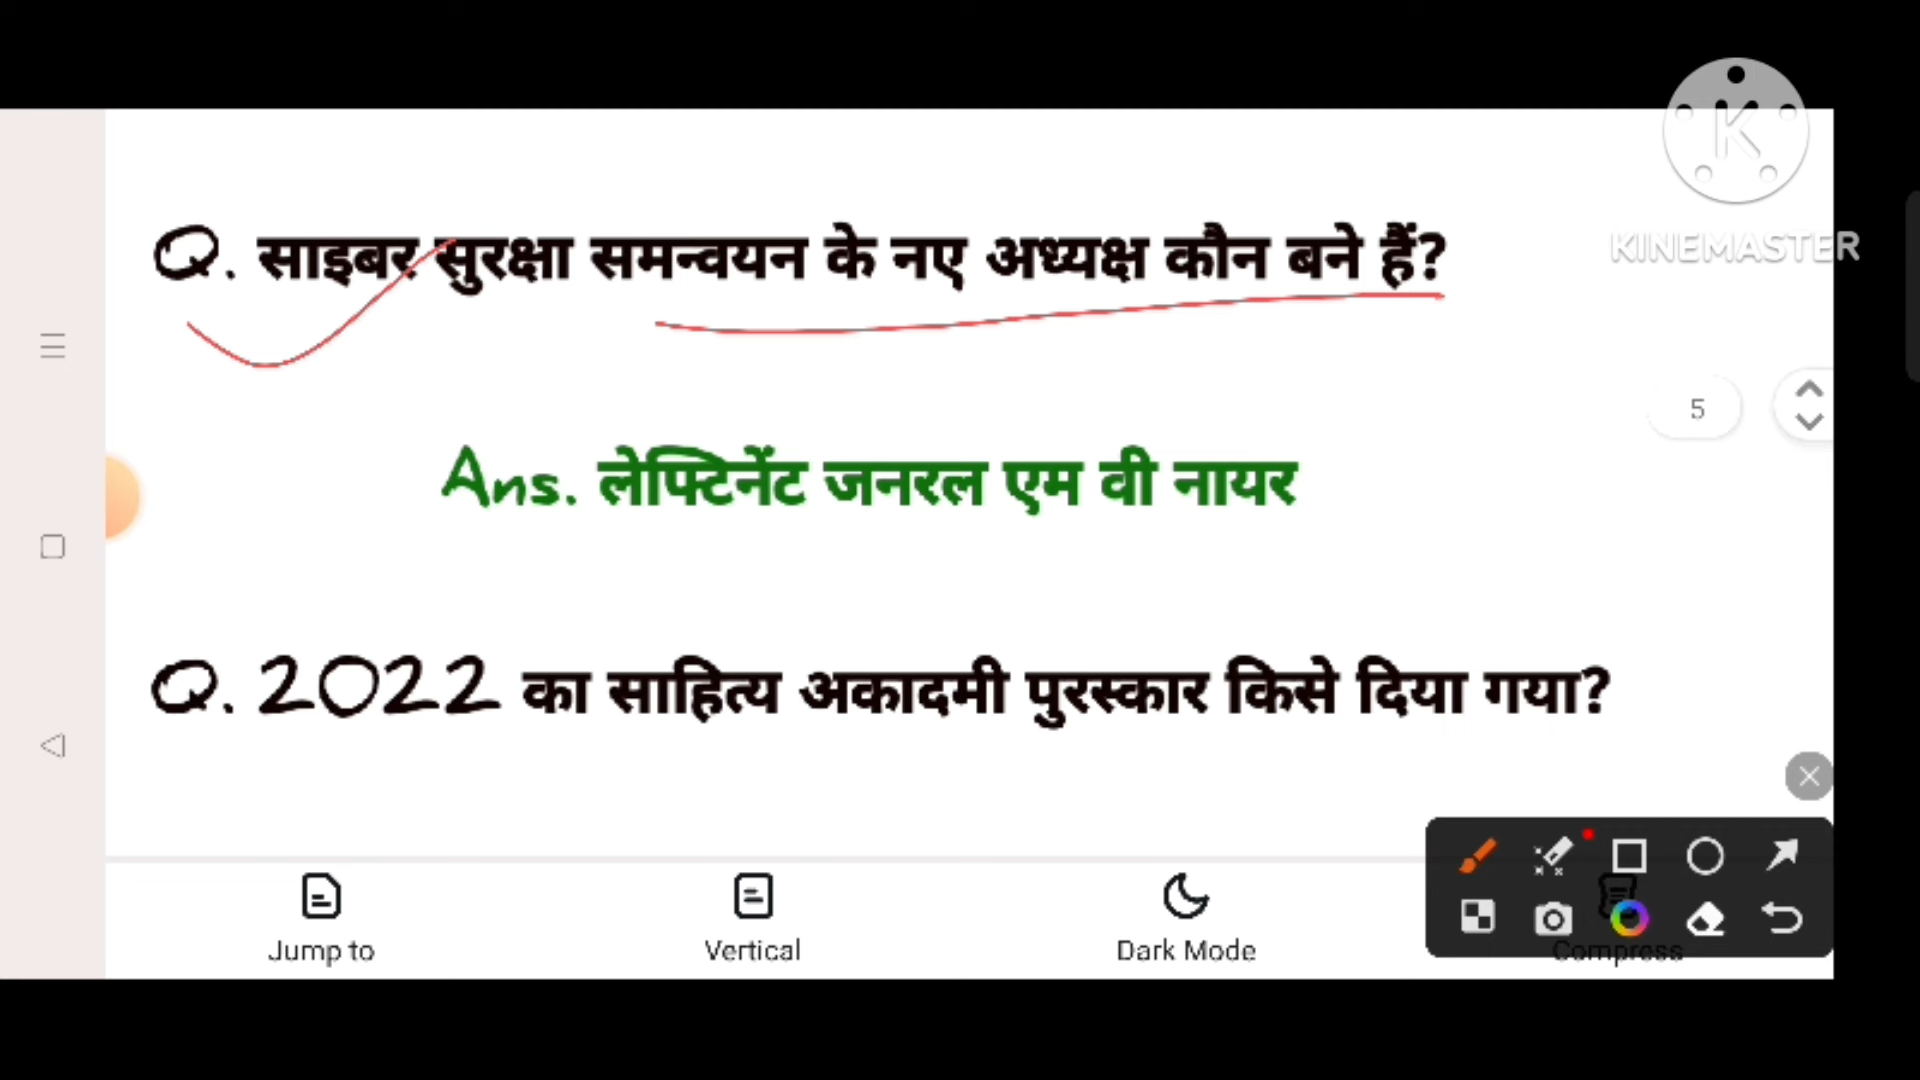 KINEMASTER
Q. साइबर सुरक्षा समन्वयन के नए अध्यक्ष कौन बने हैं?
5
Ans. लेफ्टिनेंट जनरल एम वी नायर
Q. 2022 का साहित्य अकादमी पुरस्कार किसे दिया गया?
Jump to
Vertical
Dark Mode
Compress